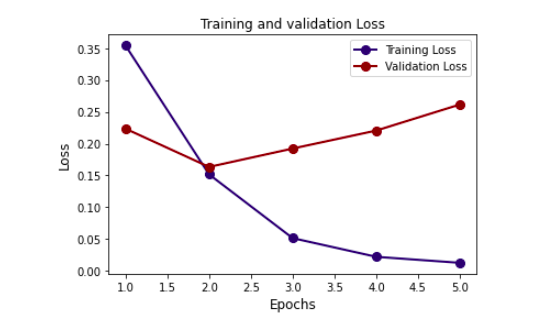 Training and validation Loss
Training Loss
Validation Loss
Loss
0.35
0.30
0.25
0.20
0.15
0.10
0.05
0.00
1.0 1.5 2.0 2.5 3.0 3.5 4.0 4.5 5.0
Epochs